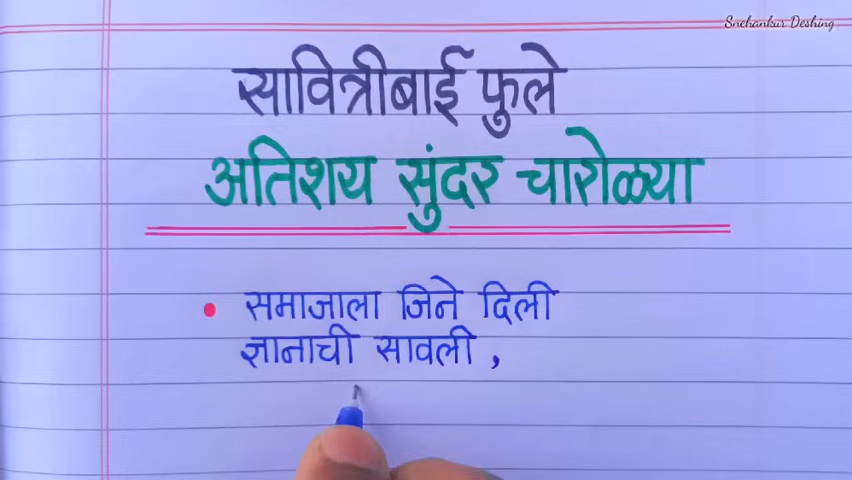 Snehankur Deshing
सावित्रीबाई फुले
अतिशय सुंदर चारोळ्या
• समाजाला जिने दिली
ज्ञानाची सावली ,